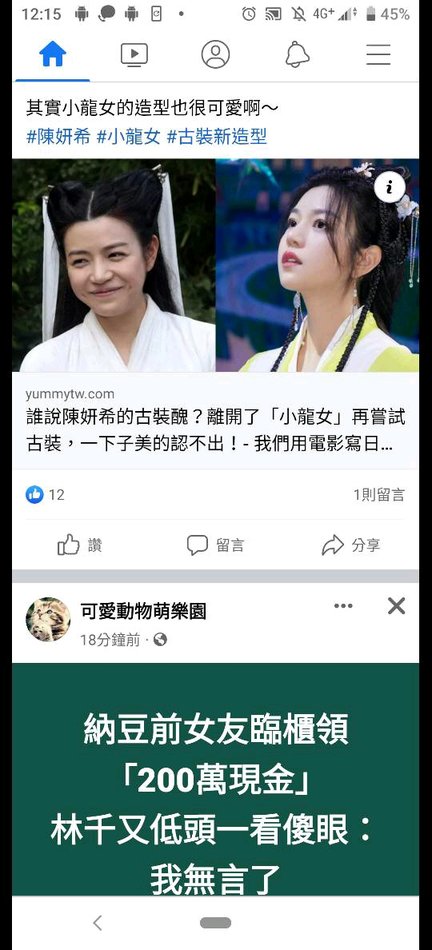 12:15
4G+
45%
其實小龍女的造型也很可愛啊～
#陳妍希 #小龍女 #古裝新造型
yummytw.com
誰說陳妍希的古裝醜？離開了「小龍女」再嘗試
古裝，一下子美的認不出！- 我們用電影寫日...
12
1則留言
讚
留言
分享
可愛動物萌樂園
18分鐘前 ·
納豆前女友臨櫃領
「200萬現金」
林千又低頭一看傻眼：
我無言了